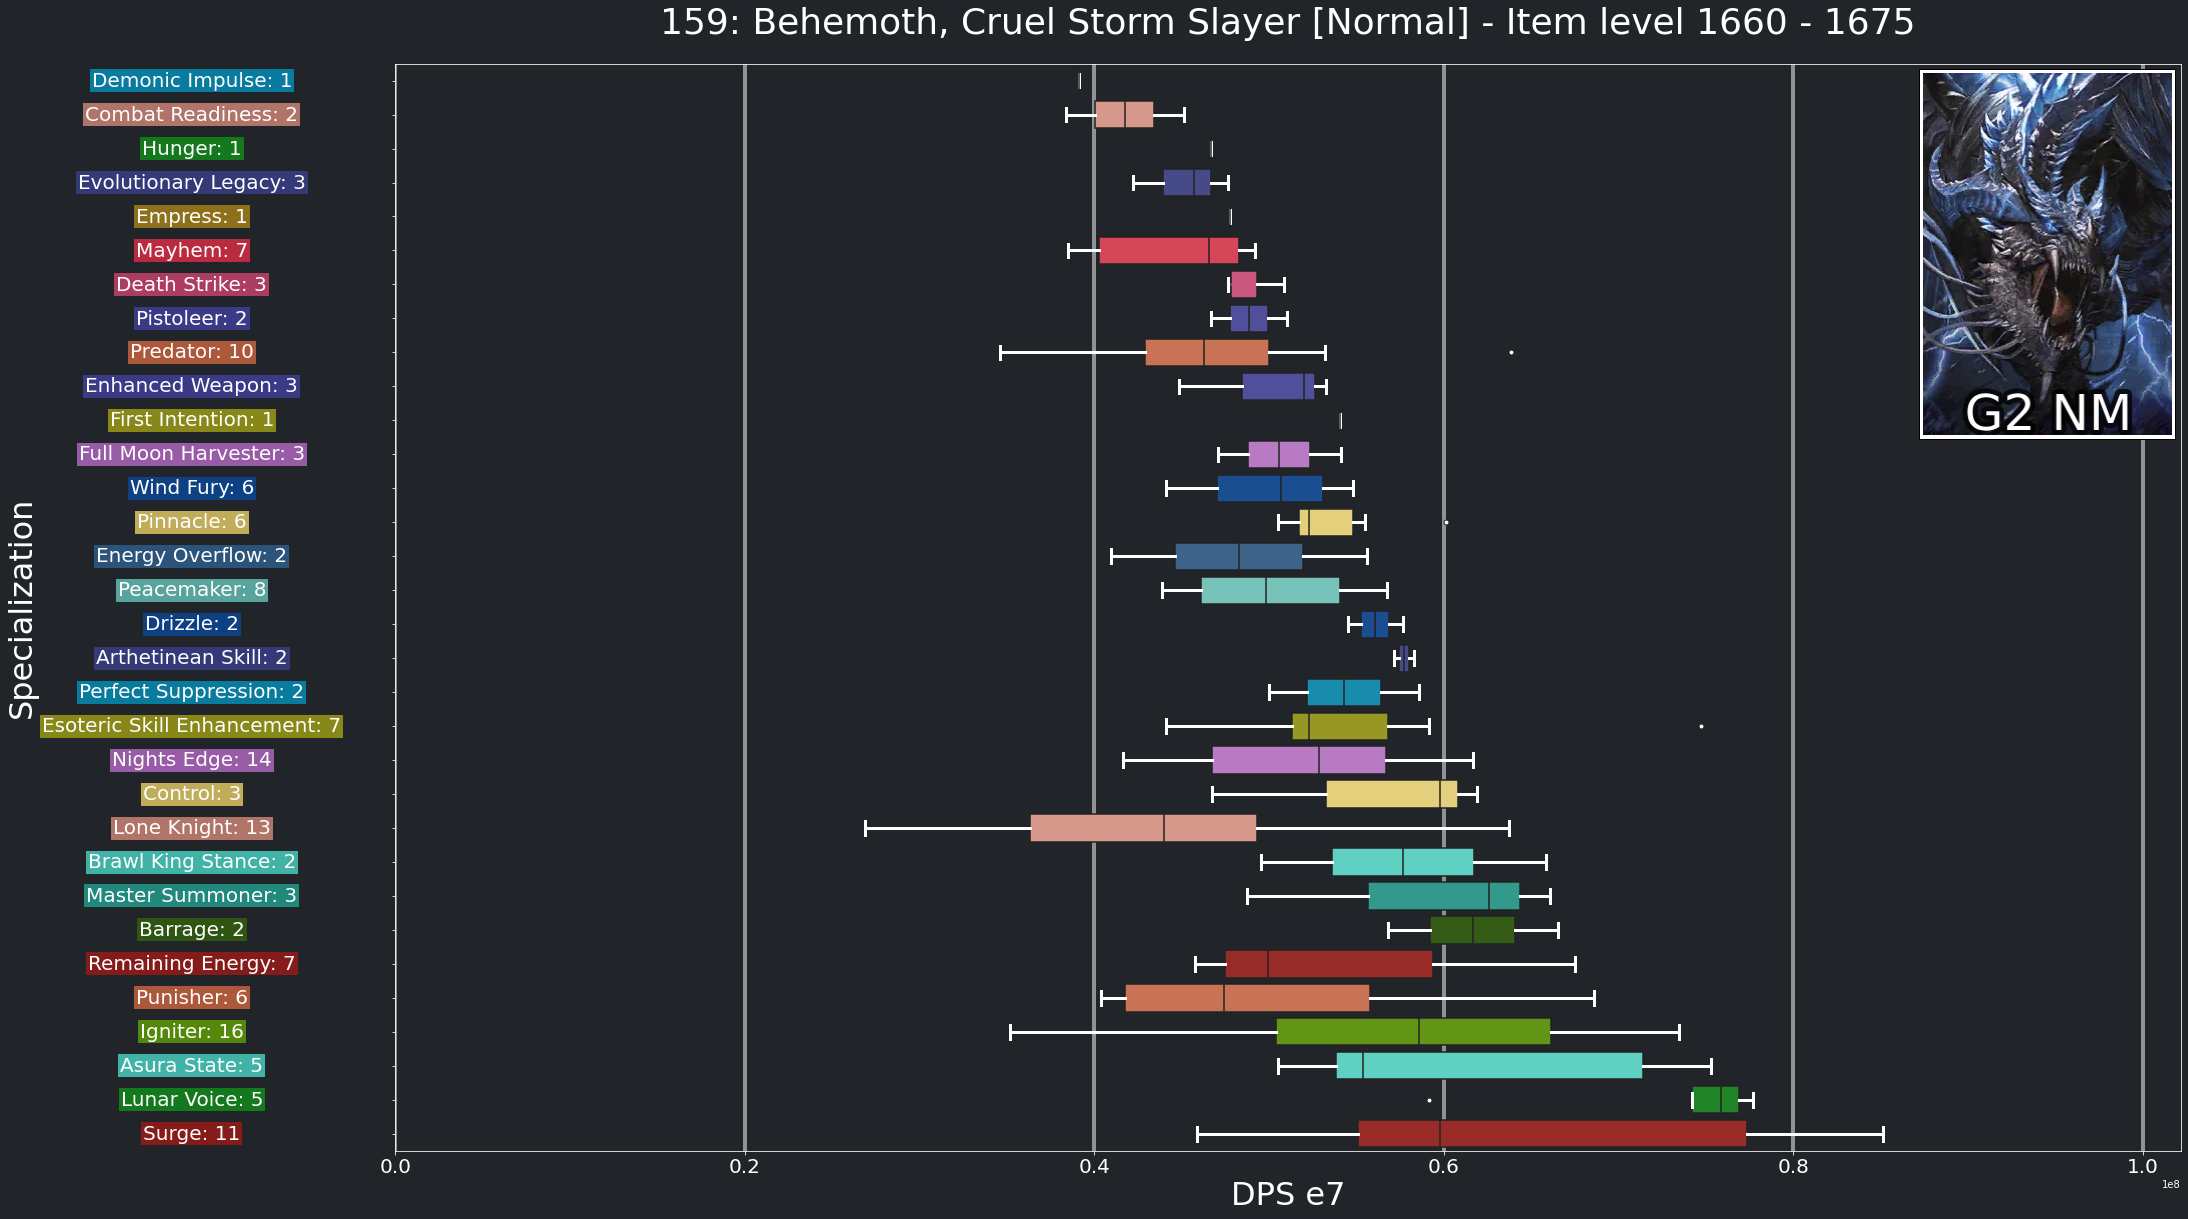 159: Behemoth, Cruel Storm Slayer [Normal] - Item level 1660 - 1675
Demonic Impulse: 1
Combat Readiness: 2
Hunger: 1
Evolutionary Legacy: 3
Empress: 1
Mayhem: 7
Death Strike: 3
Pistoleer: 2
Predator: 10
Enhanced Weapon: 3
First Intention: 1
Full Moon Harvester: 3
Wind Fury: 6
Pinnacle: 6
Energy Overflow: 2
Peacemaker: 8
Drizzle: 2
Arthetinean Skill: 2
Perfect Suppression: 2
Esoteric Skill Enhancement: 7
Nights Edge: 14
Control: 3
Lone Knight: 13
Brawl King Stance: 2
Master Summoner: 3
Barrage: 2
Remaining Energy: 7
Punisher: 6
Igniter: 16
Asura State: 5
Lunar Voice: 5
Surge: 11
Specialization
G2 NM
0.0 0.2 0.4 0.6 0.8 1.0
1e8
DPS e7